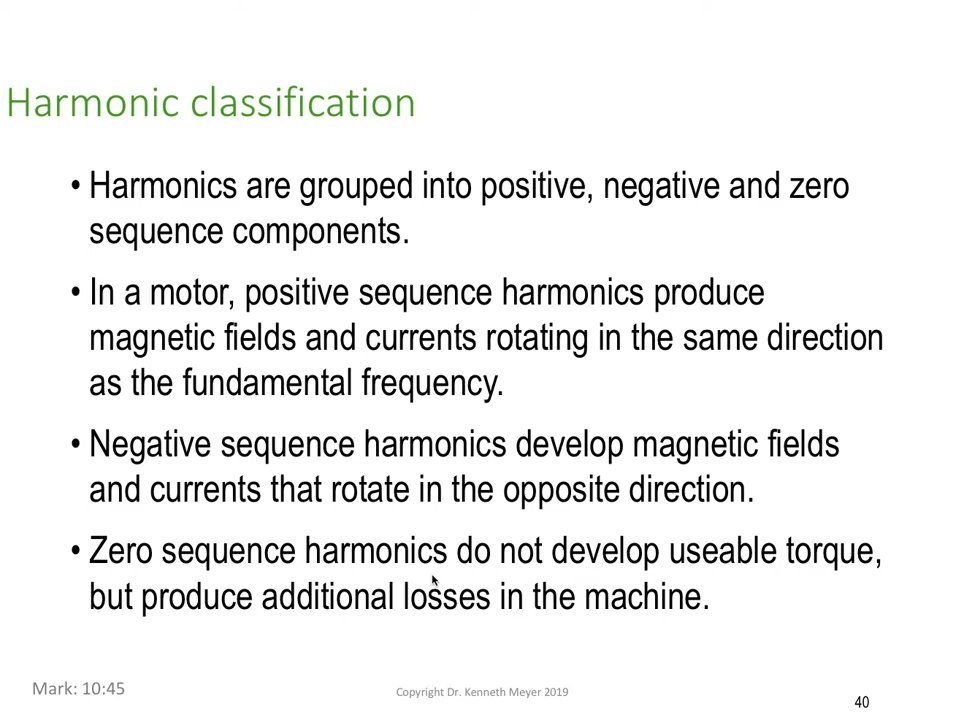 Harmonic classification
• Harmonics are grouped into positive, negative and zero
sequence components.
• In a motor, positive sequence harmonics produce
magnetic fields and currents rotating in the same direction
as the fundamental frequency.
• Negative sequence harmonics develop magnetic fields
and currents that rotate in the opposite direction.
• Zero sequence harmonics do not develop useable torque,
but produce additional losses in the machine.
Mark: 10:45
Copyright Dr. Kenneth Meyer 2019
40